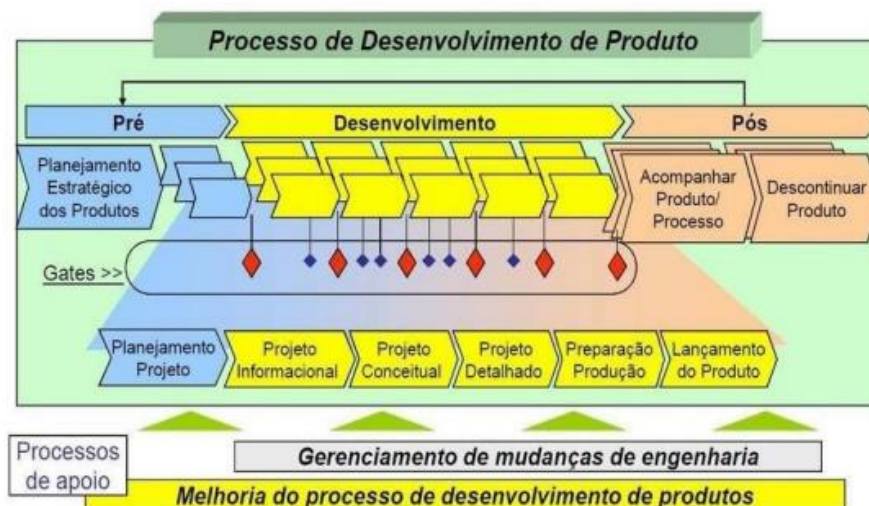 Processo de Desenvolvimento de Produto
Pré
Desenvolvimento
Pós
Planejamento
Estratégico
dos Produtos
Acompanhar
Produto/
Processo
Descontinuar
Produto
Gates >>
Planejamento
Projeto
Projeto
Informacional
Projeto
Conceitual
Projeto
Detalhado
Preparação
Produção
Lançamento
do Produto
Processos
de apoio
Gerenciamento de mudanças de engenharia
Melhoria do processo de desenvolvimento de produtos